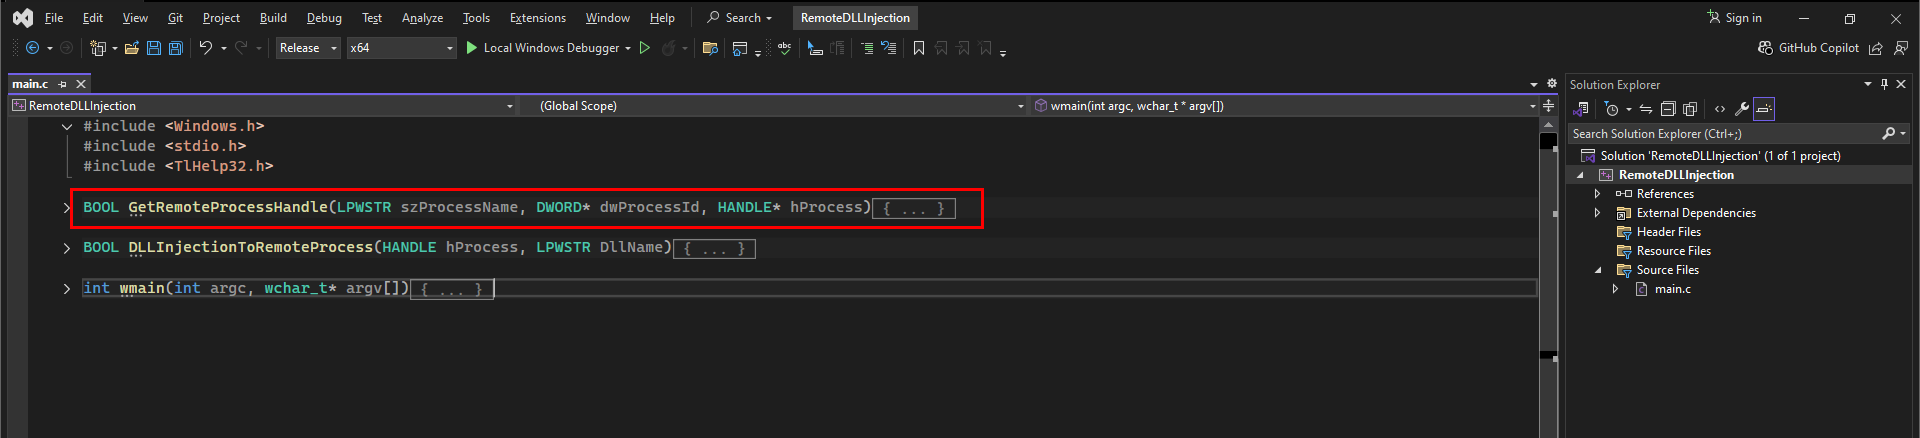 File Edit View Git Project Build Debug Test Analyze Tools Extensions Window Help Search RemoteDLLInjection Sign in
Release x64 Local Windows Debugger abc GitHub Copilot
main.c
RemoteDLLInjection (Global Scope) wmain(int argc, wchar_t * argv[])
#include <Windows.h>
#include <stdio.h>
#include <TlHelp32.h>
BOOL GetRemoteProcessHandle(LPWSTR szProcessName, DWORD* dwProcessId, HANDLE* hProcess){ ... }
BOOL DLLInjectionToRemoteProcess(HANDLE hProcess, LPWSTR DllName){ ... }
int wmain(int argc, wchar_t* argv[]){ ... }
Solution Explorer
Search Solution Explorer (Ctrl+;)
Solution 'RemoteDLLInjection' (1 of 1 project)
RemoteDLLInjection
References
External Dependencies
Header Files
Resource Files
Source Files
main.c